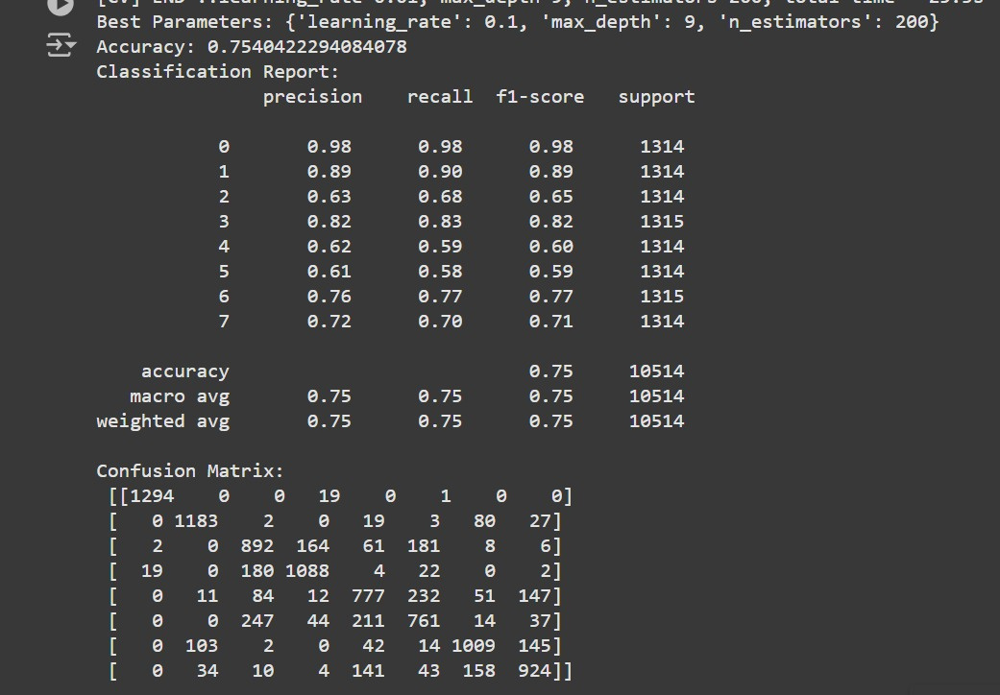 Best Parameters: {'learning_rate': 0.1, 'max_depth': 9, 'n_estimators': 200}
Accuracy: 0.7540422294084078
Classification Report:
precision recall f1-score support
0 0.98 0.98 0.98 1314
1 0.89 0.90 0.89 1314
2 0.63 0.68 0.65 1314
3 0.82 0.83 0.82 1315
4 0.62 0.59 0.60 1314
5 0.61 0.58 0.59 1314
6 0.76 0.77 0.77 1315
7 0.72 0.70 0.71 1314
accuracy 0.75 10514
macro avg 0.75 0.75 0.75 10514
weighted avg 0.75 0.75 0.75 10514
Confusion Matrix:
[[1294 0 0 19 0 1 0 0]
[ 0 1183 2 0 19 3 80 27]
[ 2 0 892 164 61 181 8 6]
[ 19 0 180 1088 4 22 0 2]
[ 0 11 84 12 777 232 51 147]
[ 0 0 247 44 211 761 14 37]
[ 0 103 2 0 42 14 1009 145]
[ 0 34 10 4 141 43 158 924]]